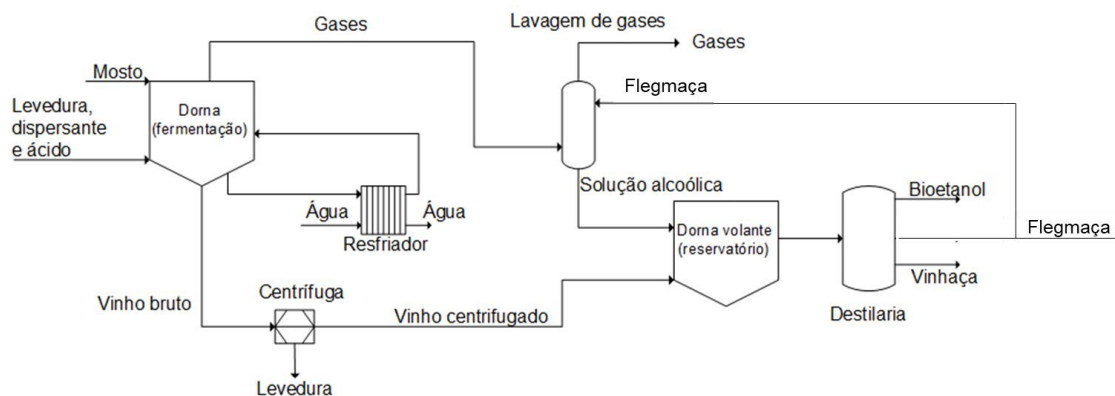 Lavagem de gases
Gases
Gases
Mosto
Flegmaça
Levedura,
dispersante
e ácido
Dorna
(fermentação)
Solução alcoólica
Bioetanol
Água
Água
Resfriador
Dorna volante
(reservatório)
Flegmaça
Vinhaça
Centrífuga
Vinho bruto
Vinho centrifugado
Destilaria
Levedura